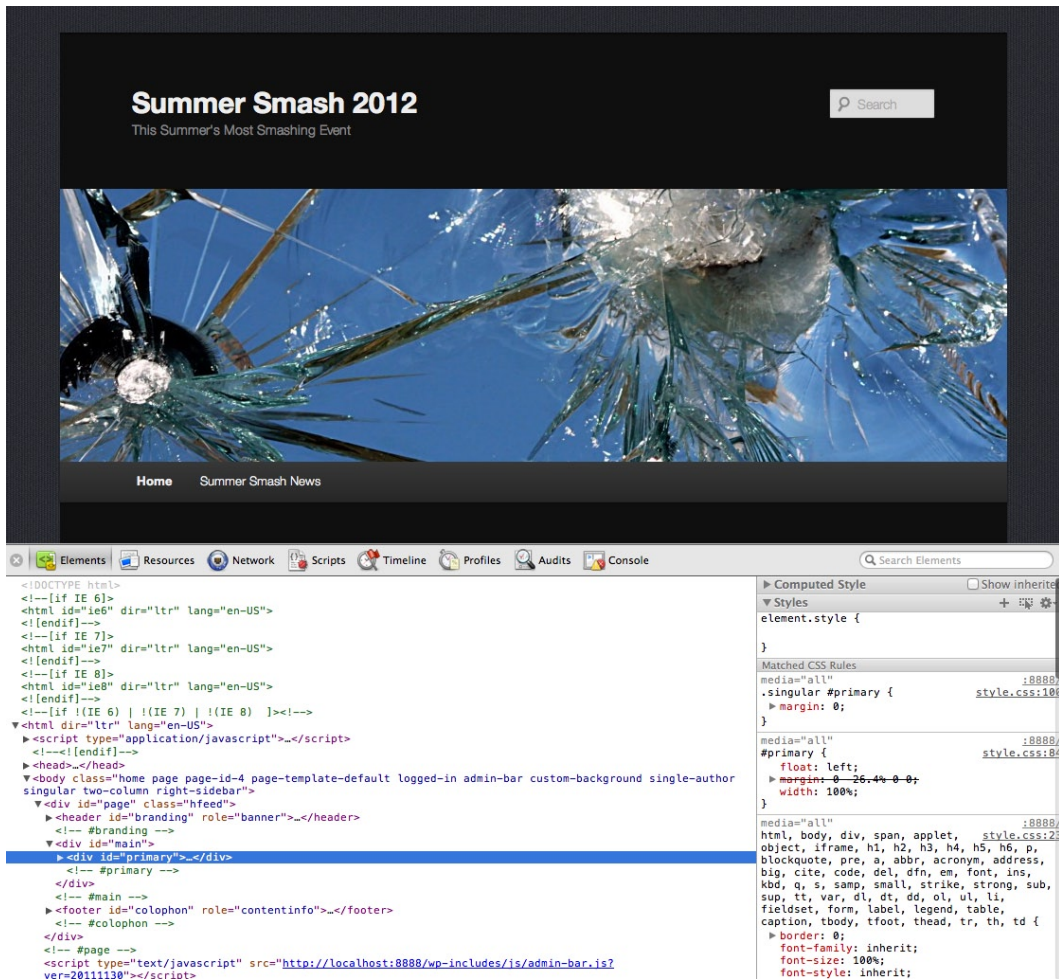 Summer Smash 2012
This Summer's Most Smashing Event
Search
Home Summer Smash News
Elements Resources Network Scripts Timeline Profiles Audits Console Search Elements
<!DOCTYPE html>
<!--[if IE 6]>
<html id="ie6" dir="ltr" lang="en-US">
<![endif]-->
<!--[if IE 7]>
<html id="ie7" dir="ltr" lang="en-US">
<![endif]-->
<!--[if IE 8]>
<html id="ie8" dir="ltr" lang="en-US">
<![endif]-->
<!--[if !(IE 6) | !(IE 7) | !(IE 8)  ]><!-->
▼<html dir="ltr" lang="en-US">
▶<script type="application/javascript">…</script>
<!--<![endif]-->
▶<head>…</head>
▼<body class="home page page-id-4 page-template-default logged-in admin-bar custom-background single-author
singular two-column right-sidebar">
▼<div id="page" class="hfeed">
▶<header id="branding" role="banner">…</header>
<!-- #branding -->
▼<div id="main">
▶<div id="primary">…</div>
<!-- #primary -->
</div>
<!-- #main -->
▶<footer id="colophon" role="contentinfo">…</footer>
<!-- #colophon -->
</div>
<!-- #page -->
<script type="text/javascript" src="http://localhost:8888/wp-includes/js/admin-bar.js?
ver=20111130"></script>
▶ Computed Style Show inherite
▼ Styles
element.style {
}
Matched CSS Rules
media="all" :8888/
.singular #primary { style.css:100
▶ margin: 0;
}
media="all" :8888/
#primary { style.css:84
float: left;
▶ margin: 0 -26.4% 0 0;
width: 100%;
}
media="all" :8888/
html, body, div, span, applet, style.css:23
object, iframe, h1, h2, h3, h4, h5, h6, p,
blockquote, pre, a, abbr, acronym, address,
big, cite, code, del, dfn, em, font, ins,
kbd, q, s, samp, small, strike, strong, sub,
sup, tt, var, dl, dt, dd, ol, ul, li,
fieldset, form, label, legend, table,
caption, tbody, tfoot, thead, tr, th, td {
▶ border: 0;
font-family: inherit;
font-size: 100%;
font-style: inherit;